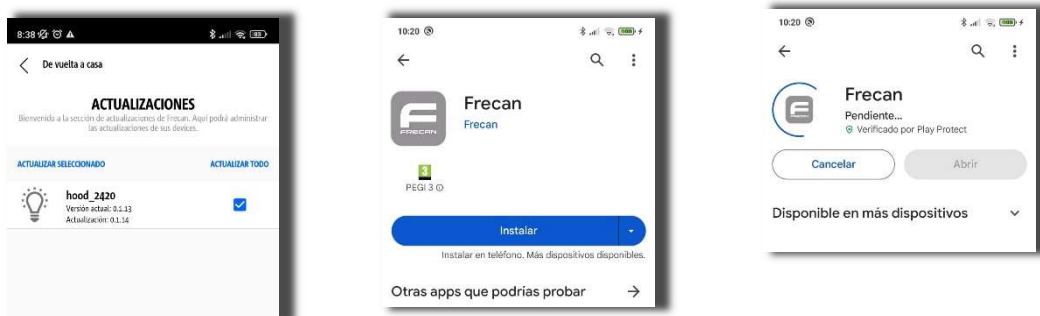 8:38
De vuelta a casa
ACTUALIZACIONES
Bienvenido a la sección de actualizaciones de Frecan. Aquí podrá administrar
las actualizaciones de sus devices.
ACTUALIZAR SELECCIONADO
ACTUALIZAR TODO
hood_2420
Versión actual: 0.1.13
Actualización: 0.1.14
10:20
FRECAN
Frecan
Frecan
3
PEGI 3
Instalar
Instalar en teléfono. Más dispositivos disponibles.
Otras apps que podrías probar
10:20
Frecan
Pendiente...
Verificado por Play Protect
Cancelar
Abrir
Disponible en más dispositivos